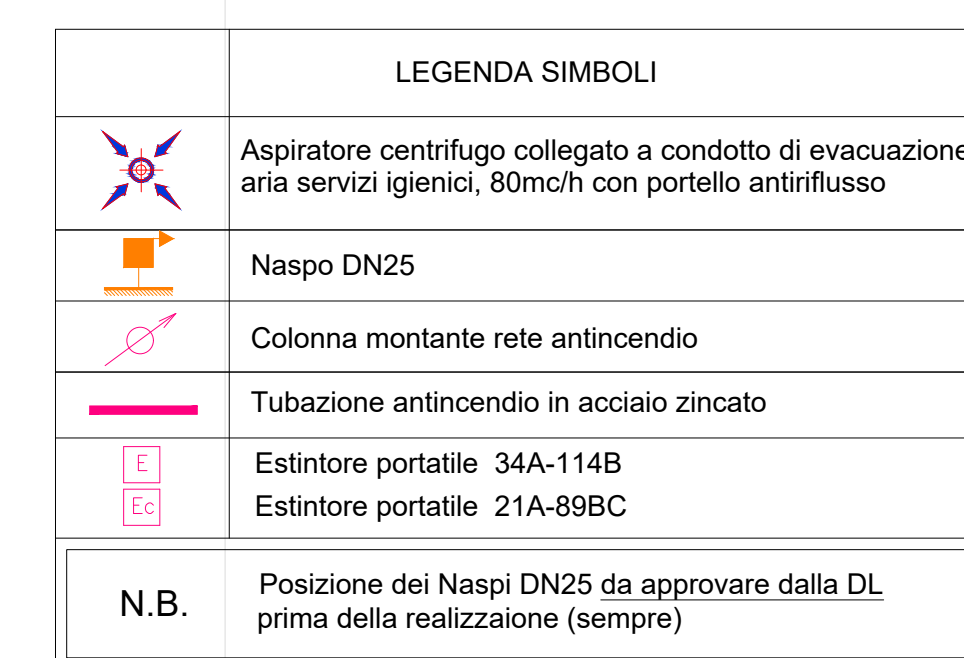 LEGENDA SIMBOLI
Aspiratore centrifugo collegato a condotto di evacuazione
aria servizi igienici, 80mc/h con portello antiriflusso
Naspo DN25
Colonna montante rete antincendio
Tubazione antincendio in acciaio zincato
E Estintore portatile 34A-114B
Ec Estintore portatile 21A-89BC
N.B.
Posizione dei Naspi DN25 da approvare dalla DL
prima della realizzaione (sempre)